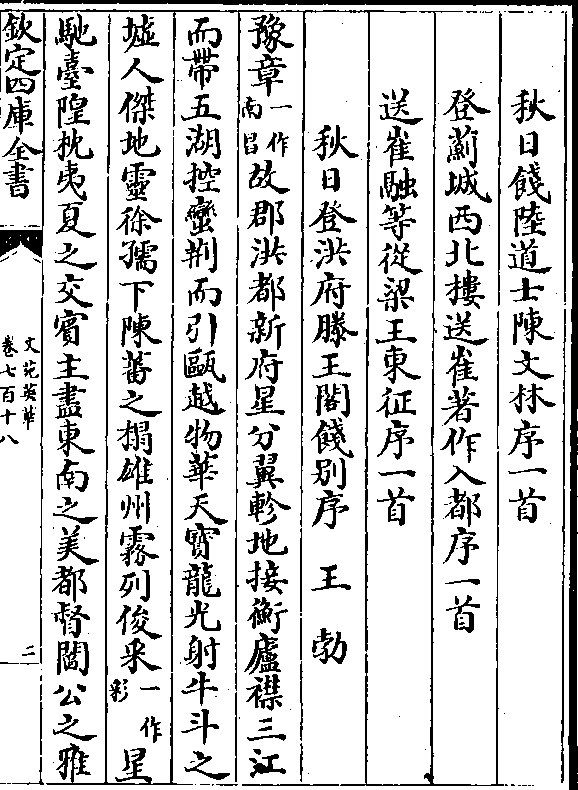 秋日餞陸道士陳文林序一首
登薊城西北樓送崔著作入都序一首
送崔融等從梁王東征序一首
秋日登洪府滕王閣餞別序　王勃
豫章一作南昌故郡洪都新府星分翼軫地接衡廬襟三江
而帶五湖控蠻荆而引甌越物華天寶龍光射牛斗之
墟人傑地靈徐孺下陳蕃之榻雄州霧列俊采一作彩星
馳臺隍枕夷夏之交賓主盡東南之美都督閻公之雅
欽定四庫全書
文苑英華
卷七百十八
二